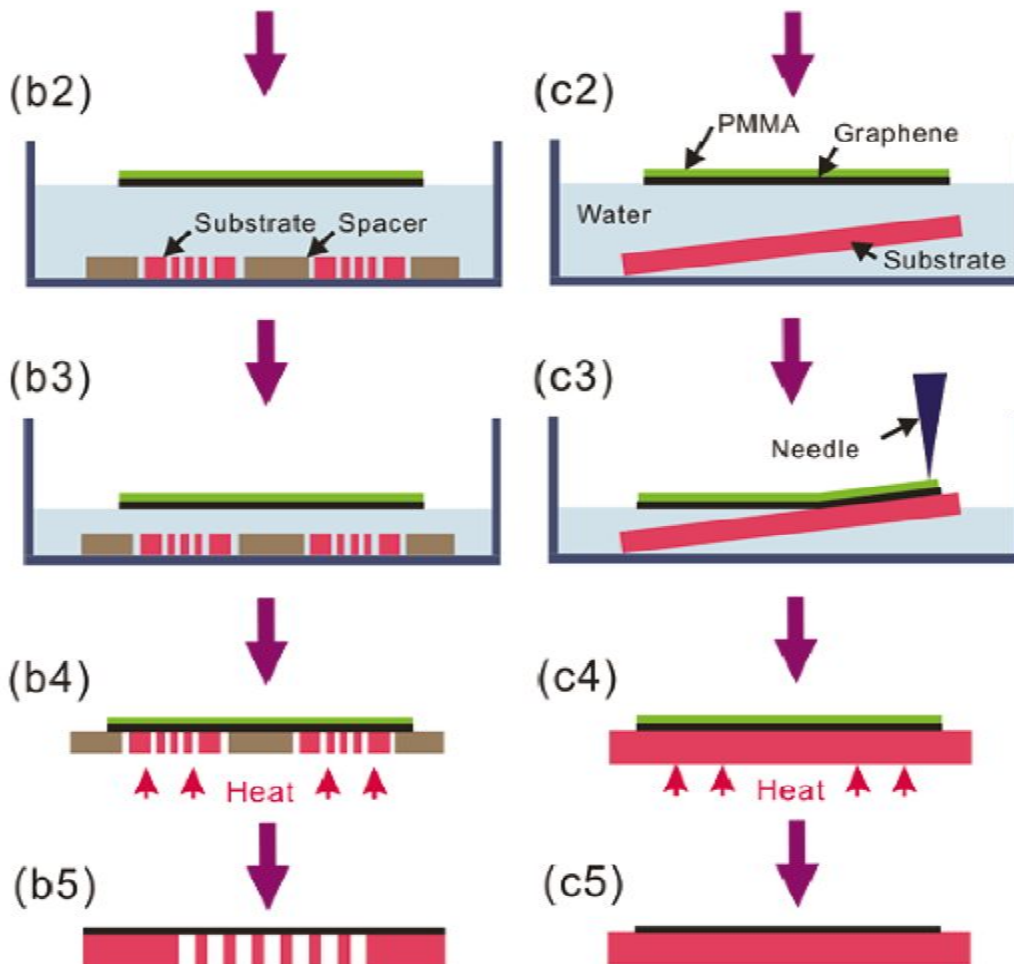 (b2)
(c2)
PMMA
Graphene
Substrate
Spacer
Water
Substrate
(b3)
(c3)
Needle
(b4)
(c4)
Heat
Heat
(b5)
(c5)